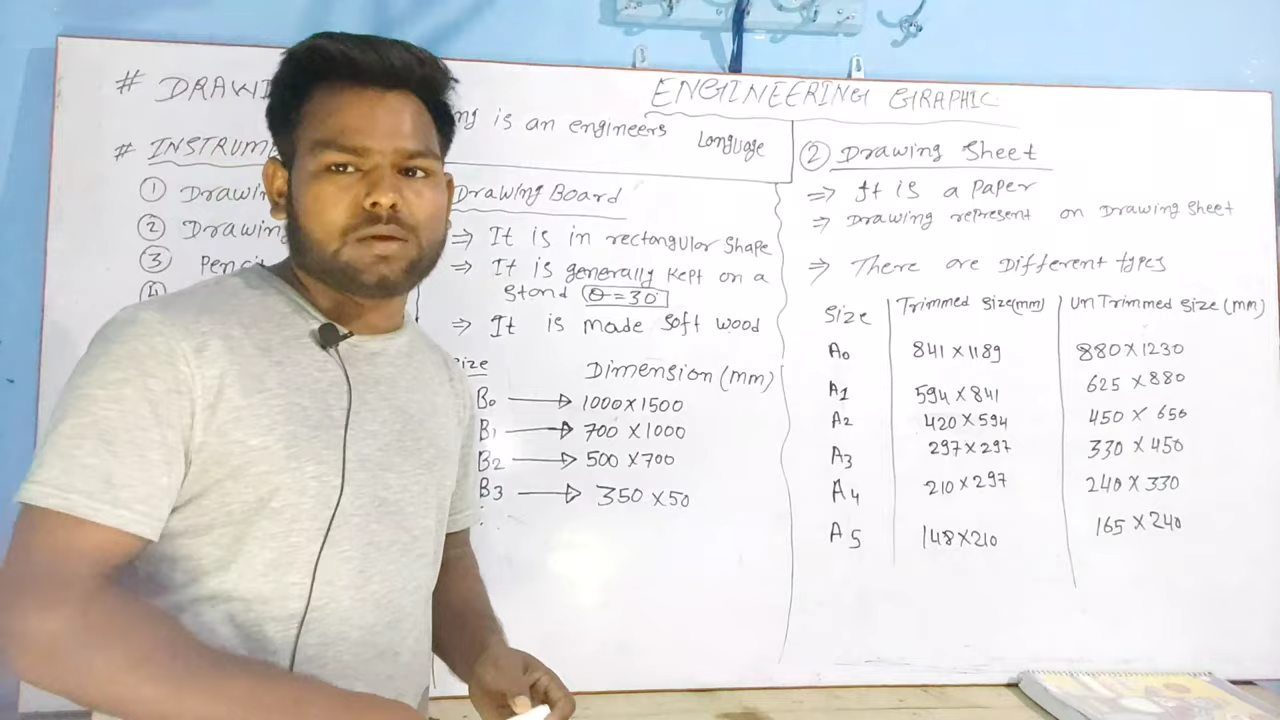 ENGINEERING GRAPHIC
# DRAWI
ng is an engineers Language
# INSTRUM
① Drawin
② Drawing
③ Penci
④
Drawing Board
⇒ It is in rectangular shape
⇒ It is generally kept on a
stand θ=30°
⇒ It is made soft wood
ize Dimension (mm)
B₀ → 1000×1500
B₁ → 700×1000
B₂ → 500×700
B₃ → 350×50
② Drawing Sheet
⇒ It is a paper
⇒ Drawing represent on Drawing sheet
⇒ There are Different types
Size Trimmed size(mm) Un Trimmed size (mm)
A₀ 841×1189 880×1230
A₁ 594×841 625×880
A₂ 420×594 450×650
A₃ 297×297 330×450
A₄ 210×297 240×330
A₅ 148×210 165×240